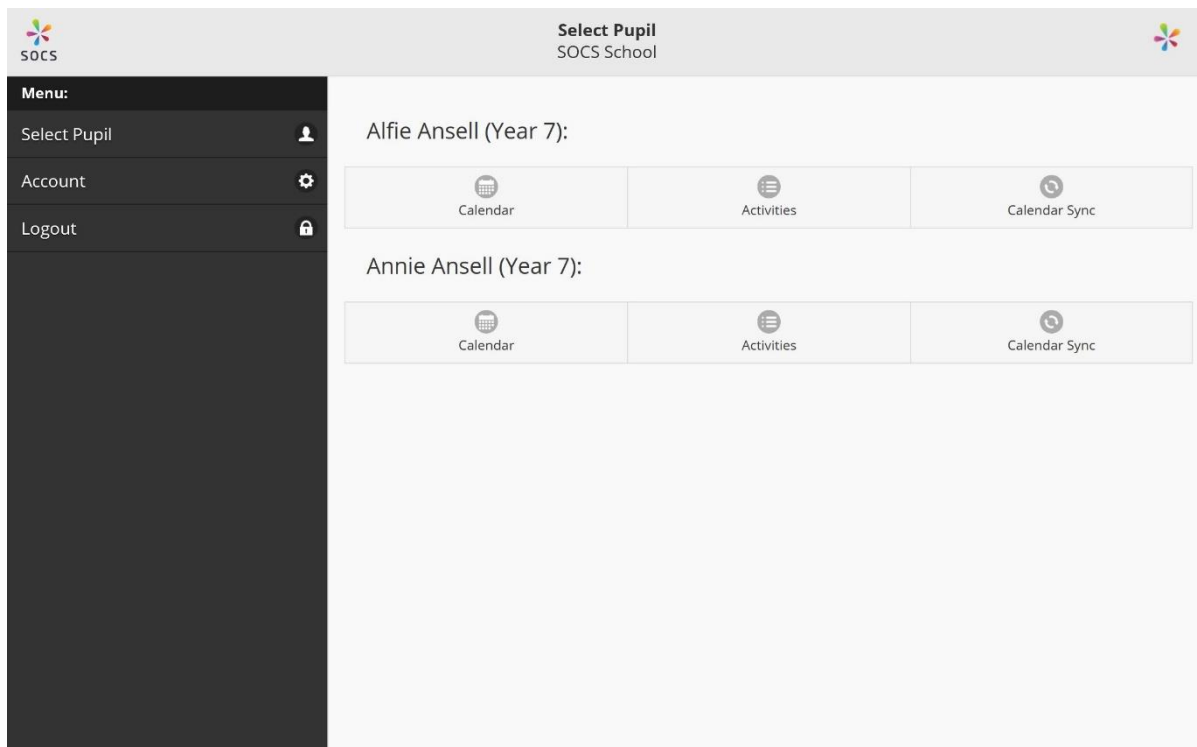 socs
Select Pupil
SOCS School
Menu:
Select Pupil
Account
Logout
Alfie Ansell (Year 7):
Calendar
Activities
Calendar Sync
Annie Ansell (Year 7):
Calendar
Activities
Calendar Sync